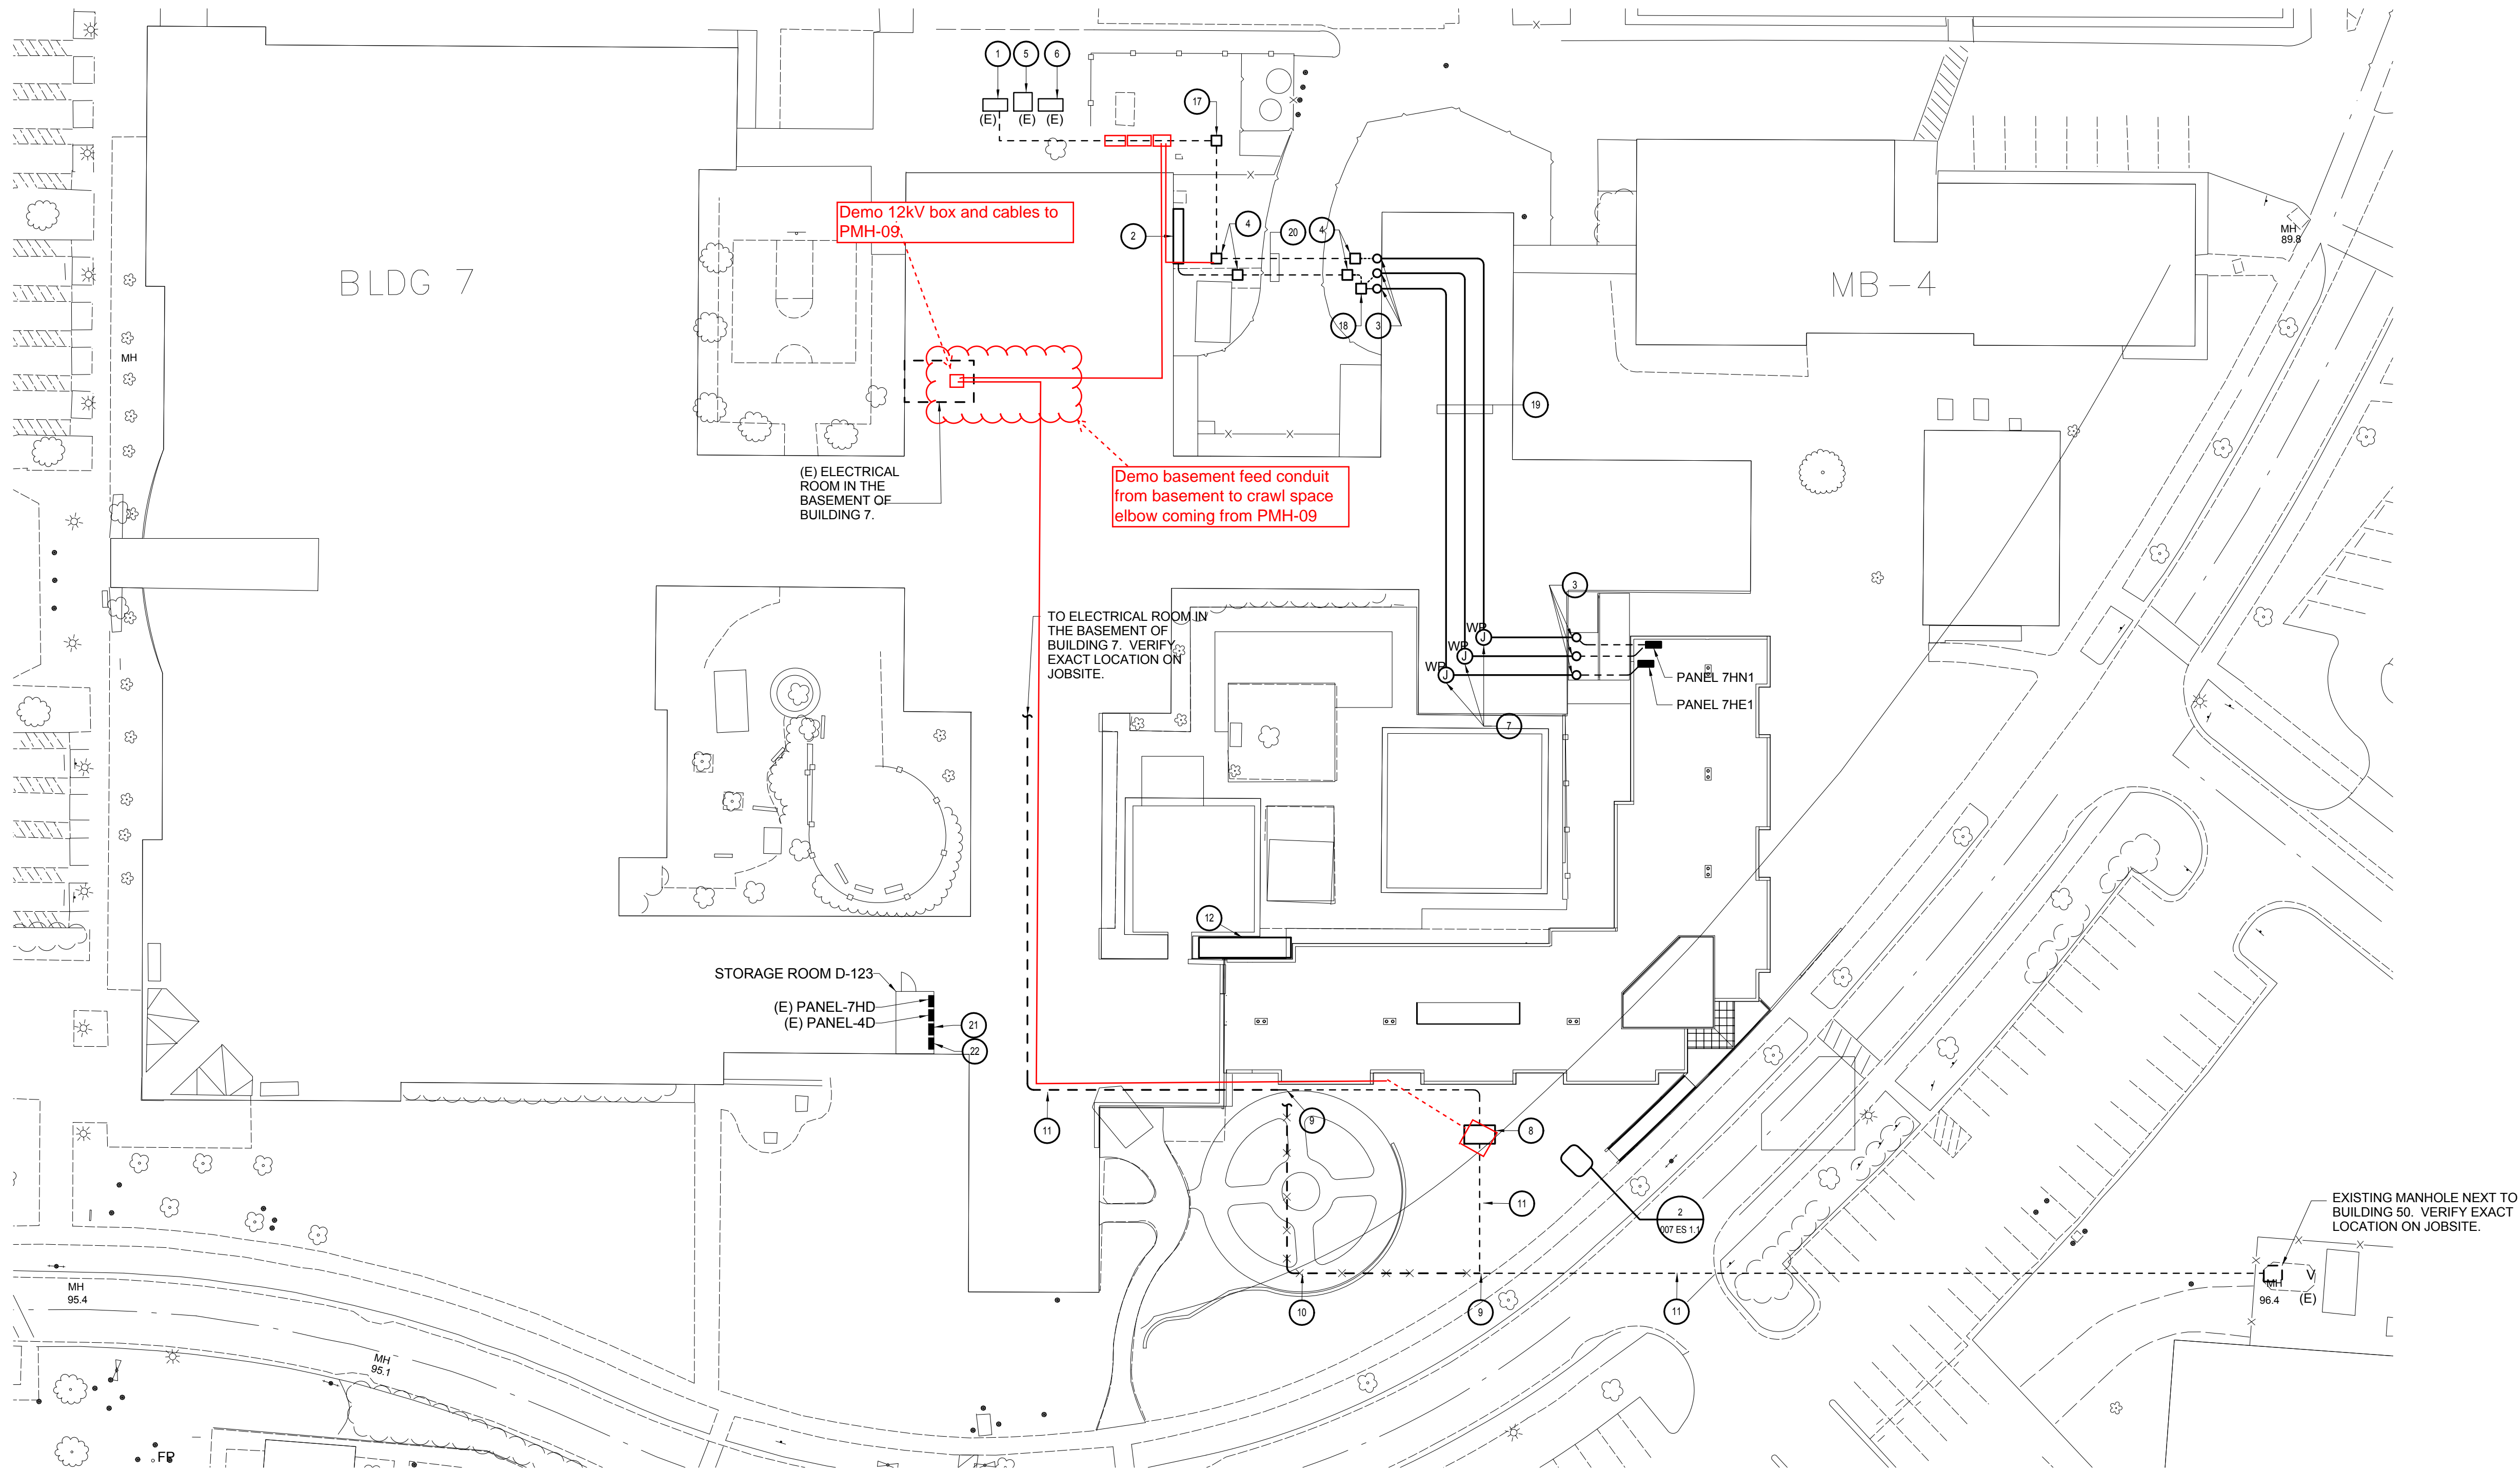 1
5
6
(E)
(E)
(E)
17
Demo 12kV box and cables to
PMH-09
2
4
20
4
MH
89.8
BLDG 7
MB-4
18
3
MH
19
(E) ELECTRICAL
ROOM IN THE
BASEMENT OF
BUILDING 7.
Demo basement feed conduit
from basement to crawl space
elbow coming from PMH-09
3
TO ELECTRICAL ROOM IN
THE BASEMENT OF
BUILDING 7. VERIFY
EXACT LOCATION ON
JOBSITE.
WP
J
WP
J
WP
J
PANEL 7HN1
PANEL 7HE1
7
12
STORAGE ROOM D-123
(E) PANEL-7HD
(E) PANEL-4D
21
22
11
9
8
11
2
007 ES 1.1
EXISTING MANHOLE NEXT TO
BUILDING 50. VERIFY EXACT
LOCATION ON JOBSITE.
MH
95.4
10
9
11
MH
V
96.4
(E)
MH
95.1
FP